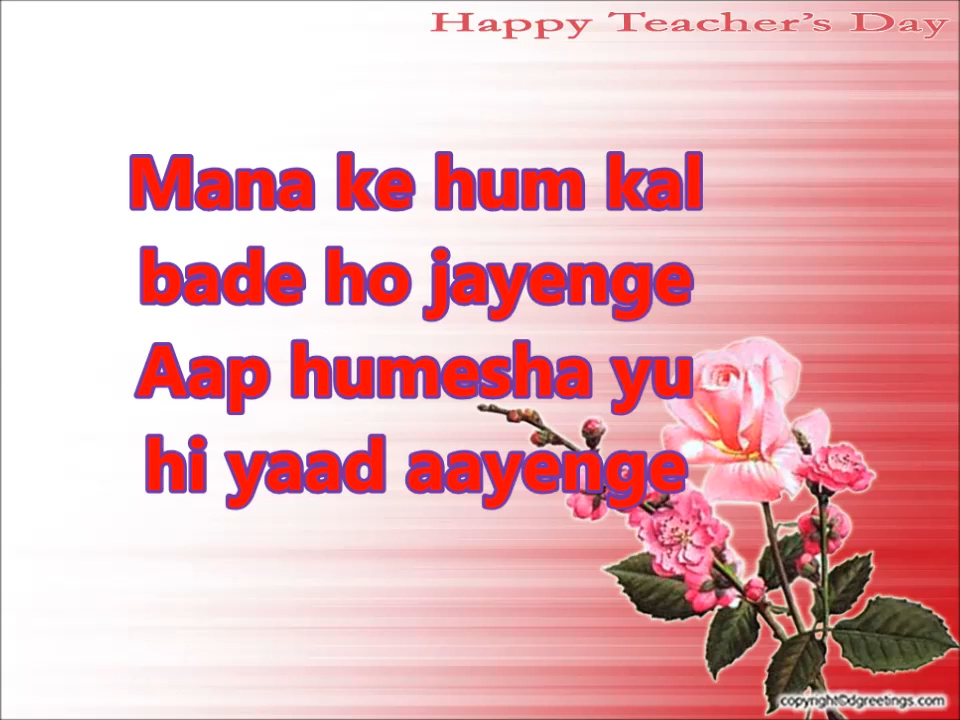 Happy Teacher's Day
Mana ke hum kal
bade ho jayenge
Aap humesha yu
hi yaad aayenge
copyright©dgreetings.com